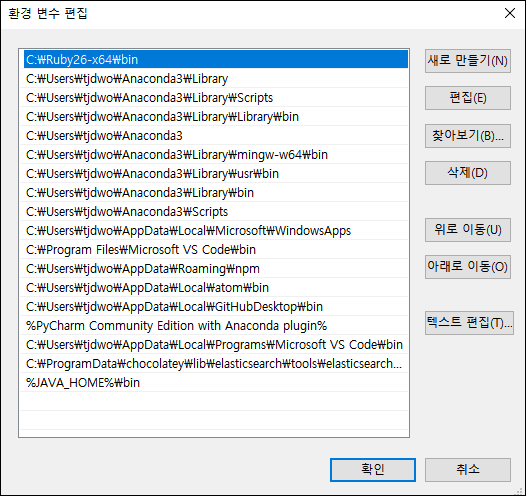 환경 변수 편집
C:₩Ruby26-x64₩bin
C:₩Users₩tjdwo₩Anaconda3₩Library
C:₩Users₩tjdwo₩Anaconda3₩Library₩Scripts
C:₩Users₩tjdwo₩Anaconda3₩Library₩Library₩bin
C:₩Users₩tjdwo₩Anaconda3
C:₩Users₩tjdwo₩Anaconda3₩Library₩mingw-w64₩bin
C:₩Users₩tjdwo₩Anaconda3₩Library₩usr₩bin
C:₩Users₩tjdwo₩Anaconda3₩Library₩bin
C:₩Users₩tjdwo₩Anaconda3₩Scripts
C:₩Users₩tjdwo₩AppData₩Local₩Microsoft₩WindowsApps
C:₩Program Files₩Microsoft VS Code₩bin
C:₩Users₩tjdwo₩AppData₩Roaming₩npm
C:₩Users₩tjdwo₩AppData₩Local₩atom₩bin
C:₩Users₩tjdwo₩AppData₩Local₩GitHubDesktop₩bin
%PyCharm Community Edition with Anaconda plugin%
C:₩Users₩tjdwo₩AppData₩Local₩Programs₩Microsoft VS Code₩bin
C:₩ProgramData₩chocolatey₩lib₩elasticsearch₩tools₩elasticsearch...
%JAVA_HOME%₩bin
새로 만들기(N)
편집(E)
찾아보기(B)...
삭제(D)
위로 이동(U)
아래로 이동(O)
텍스트 편집(T)...
확인
취소